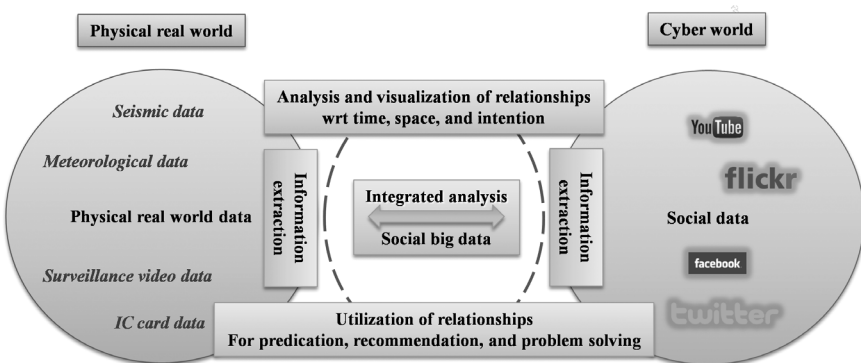 Physical real world
Cyber world
Seismic data
Meteorological data
Physical real world data
Surveillance video data
IC card data
Analysis and visualization of relationships
wrt time, space, and intention
Information
extraction
Integrated analysis
Social big data
Information
extraction
Utilization of relationships
For predication, recommendation, and problem solving
YouTube
flickr
Social data
facebook
twitter